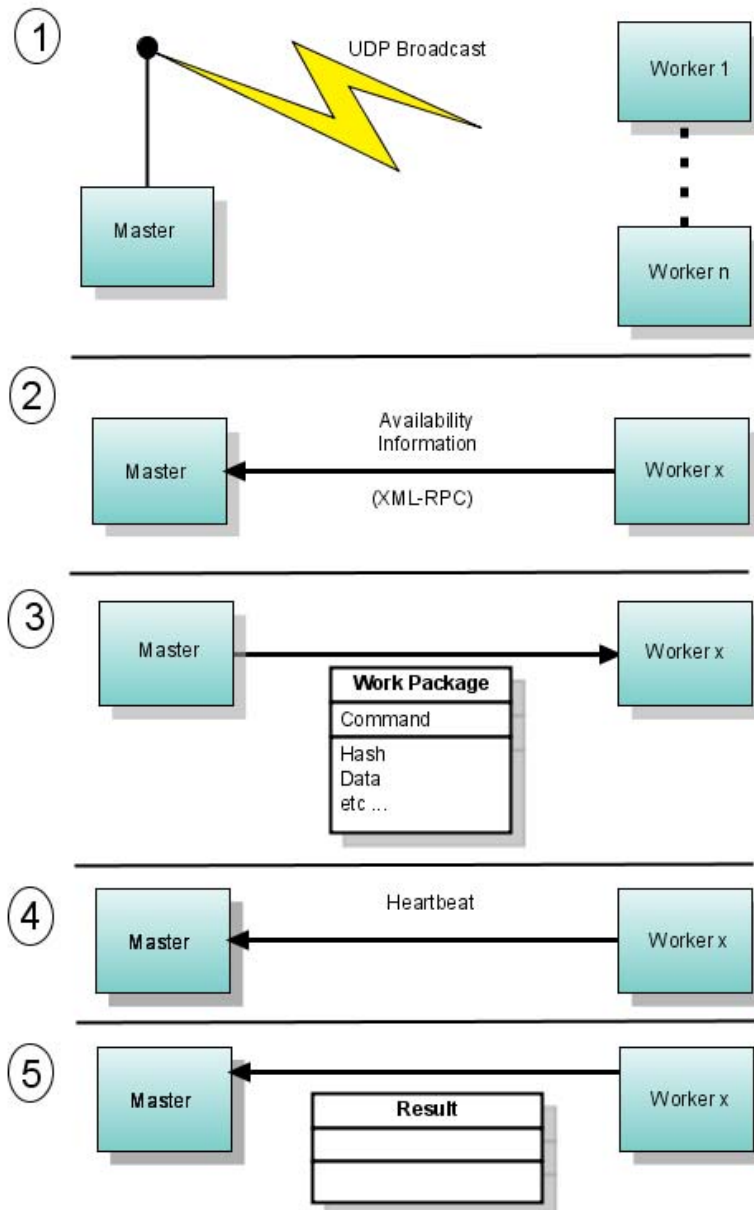 1
UDP Broadcast
Worker 1
Master
Worker n
2
Availability
Information
Master
Worker x
(XML-RPC)
3
Master
Worker x
Work Package
Command
Hash
Data
etc ...
4
Heartbeat
Master
Worker x
5
Master
Worker x
Result